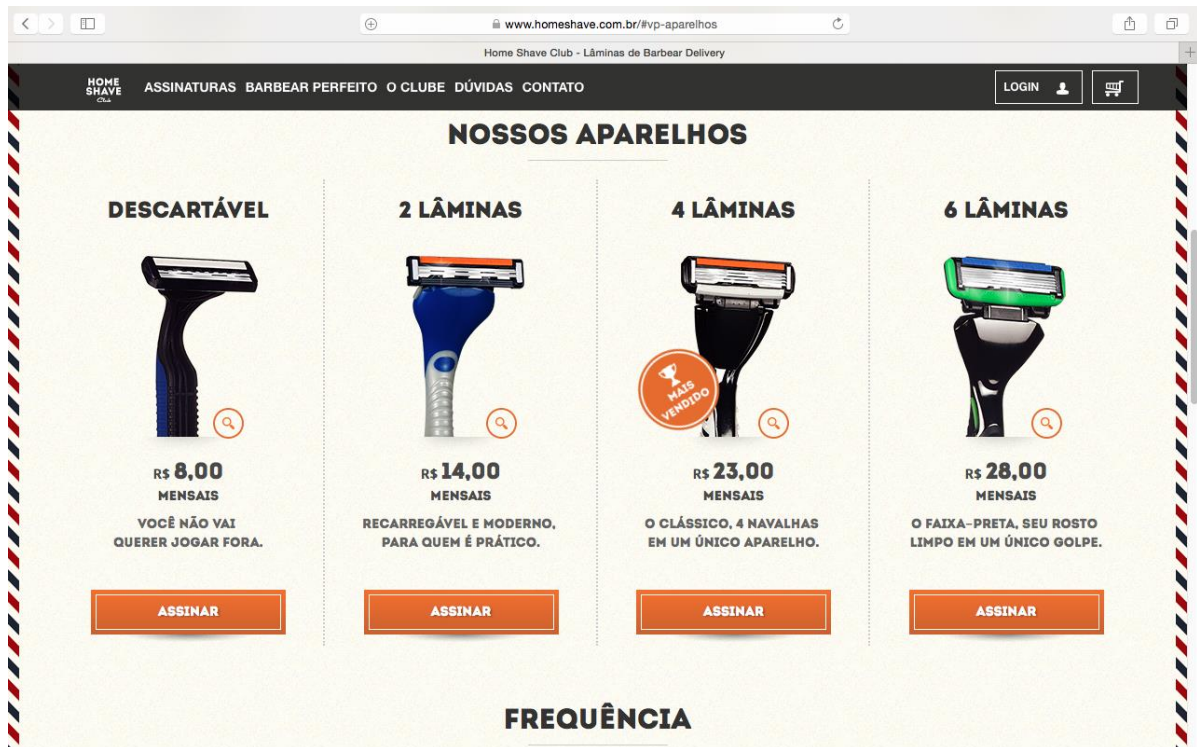 www.homeshave.com.br/#vp-aparelhos
Home Shave Club - Lâminas de Barbear Delivery
HOME
SHAVE
Club
ASSINATURAS BARBEAR PERFEITO O CLUBE DÚVIDAS CONTATO
LOGIN
NOSSOS APARELHOS
DESCARTÁVEL
R$ 8,00
MENSAIS
VOCÊ NÃO VAI
QUERER JOGAR FORA.
ASSINAR
2 LÂMINAS
R$ 14,00
MENSAIS
RECARREGÁVEL E MODERNO,
PARA QUEM É PRÁTICO.
ASSINAR
4 LÂMINAS
MAIS
VENDIDO
R$ 23,00
MENSAIS
O CLÁSSICO, 4 NAVALHAS
EM UM ÚNICO APARELHO.
ASSINAR
6 LÂMINAS
R$ 28,00
MENSAIS
O FAIXA-PRETA, SEU ROSTO
LIMPO EM UM ÚNICO GOLPE.
ASSINAR
FREQUÊNCIA